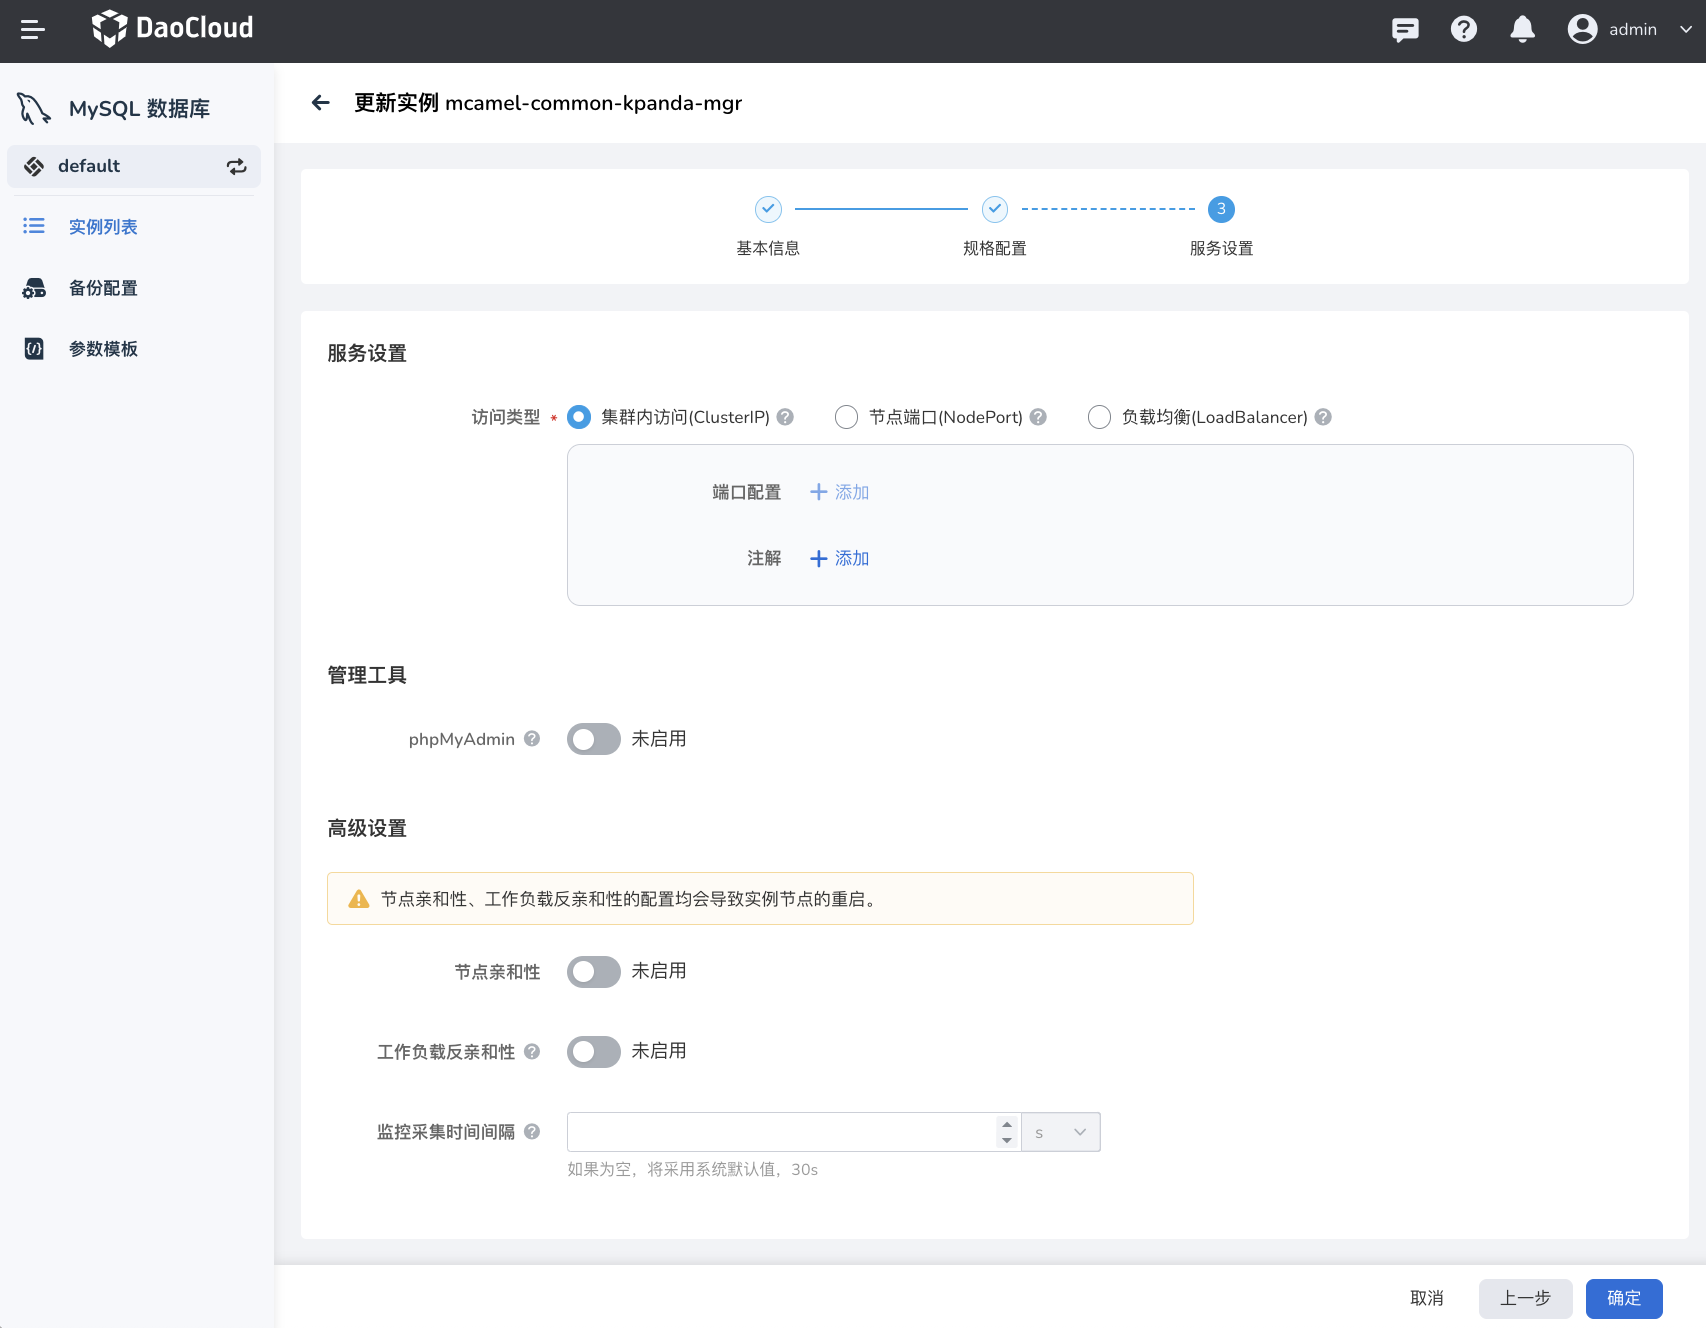 DaoCloud
admin
MySQL 数据库
default
实例列表
备份配置
参数模板
更新实例 mcamel-common-kpanda-mgr
基本信息
规格配置
3
服务设置
服务设置
访问类型 * 集群内访问(ClusterIP) 节点端口(NodePort) 负载均衡(LoadBalancer)
端口配置 + 添加
注解 + 添加
管理工具
phpMyAdmin 未启用
高级设置
节点亲和性、工作负载反亲和性的配置均会导致实例节点的重启。
节点亲和性 未启用
工作负载反亲和性 未启用
监控采集时间间隔 s
如果为空，将采用系统默认值，30s
取消 上一步 确定